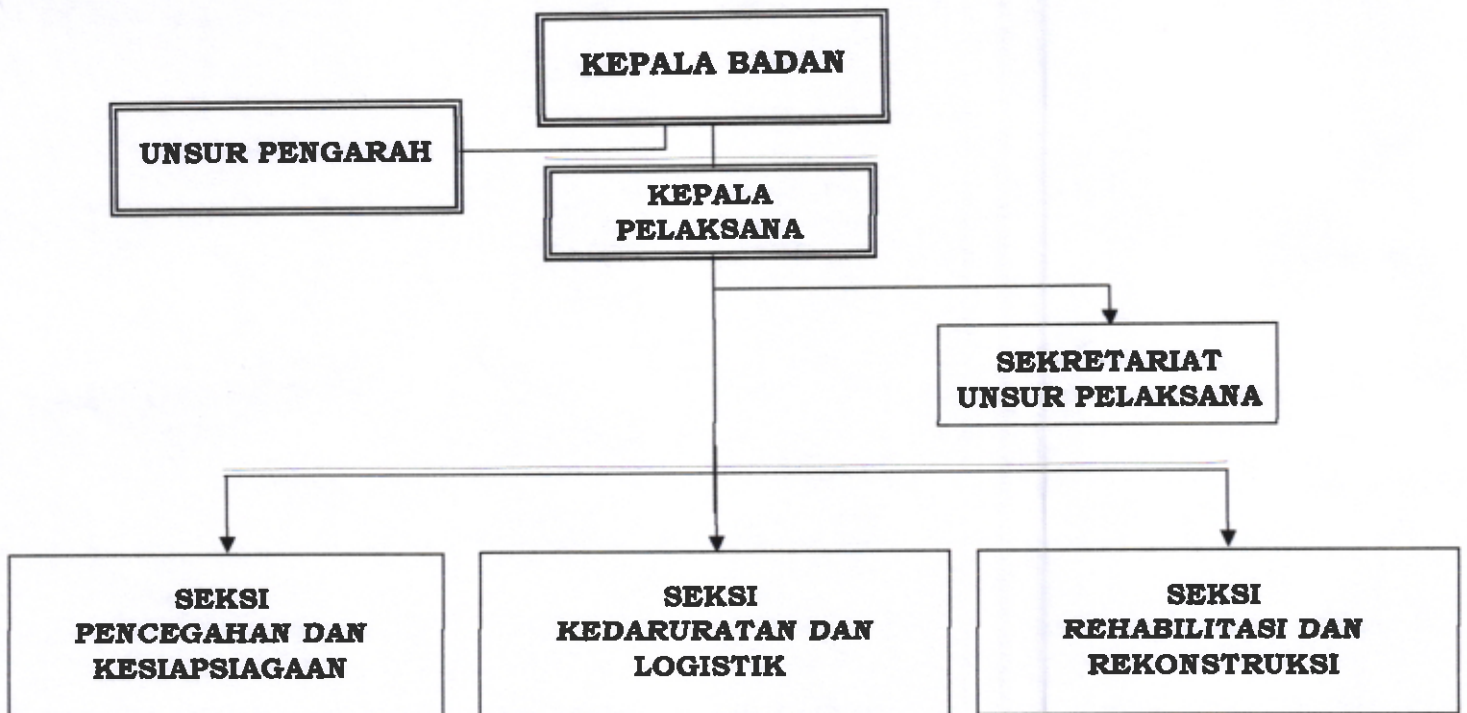 KEPALA BADAN
UNSUR PENGARAH
KEPALA
PELAKSANA
SEKRETARIAT
UNSUR PELAKSANA
SEKSI
PENCEGAHAN DAN
KESIAPSIAGAAN
SEKSI
KEDARURATAN DAN
LOGISTIK
SEKSI
REHABILITASI DAN
REKONSTRUKSI